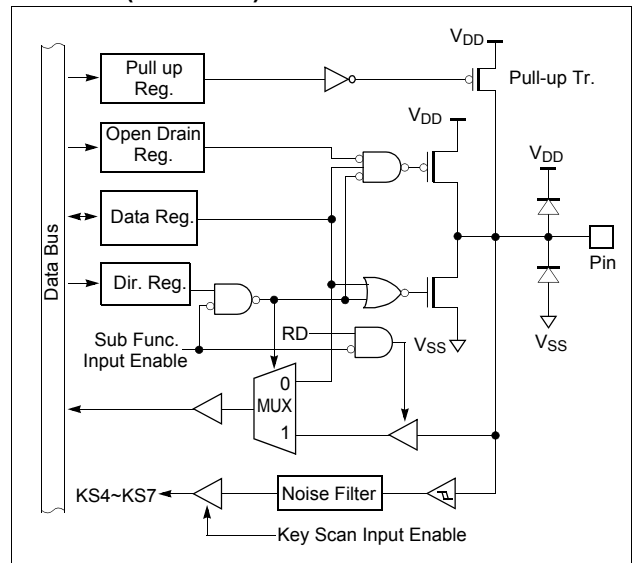 VDD
Pull up
Reg.
Pull-up Tr.
VDD
Open Drain
Reg.
VDD
Data Reg.
Data Bus
Pin
Dir. Reg.
Sub Func.
Input Enable
RD
VSS
VSS
0
MUX
1
KS4~KS7
Noise Filter
Key Scan Input Enable